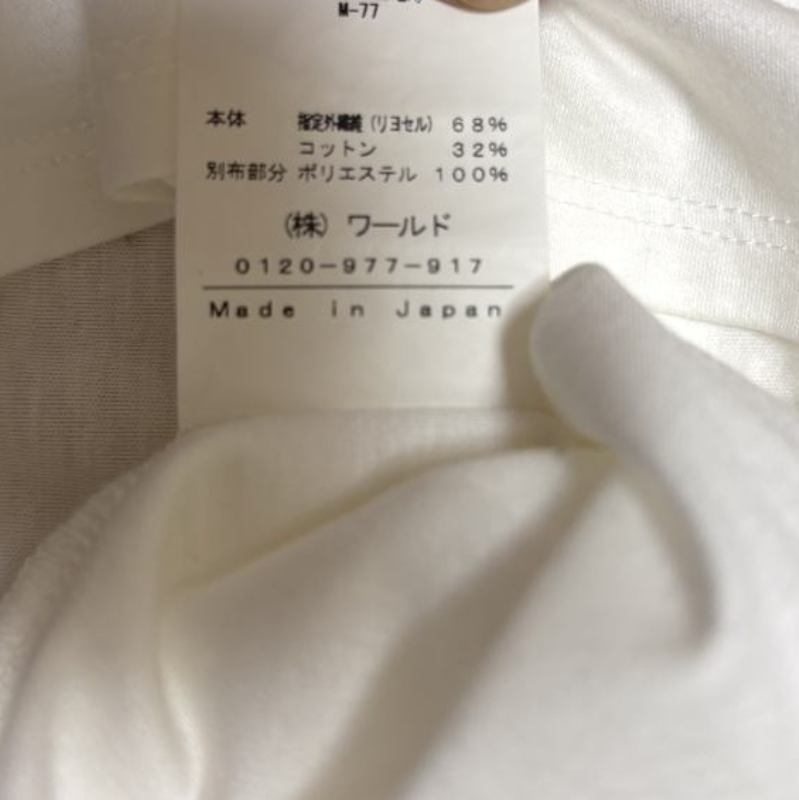 M-77
本体 指定外繊維(リヨセル) 68%
コットン 32%
別布部分 ポリエステル 100%
(株) ワールド
0120-977-917
Made in Japan